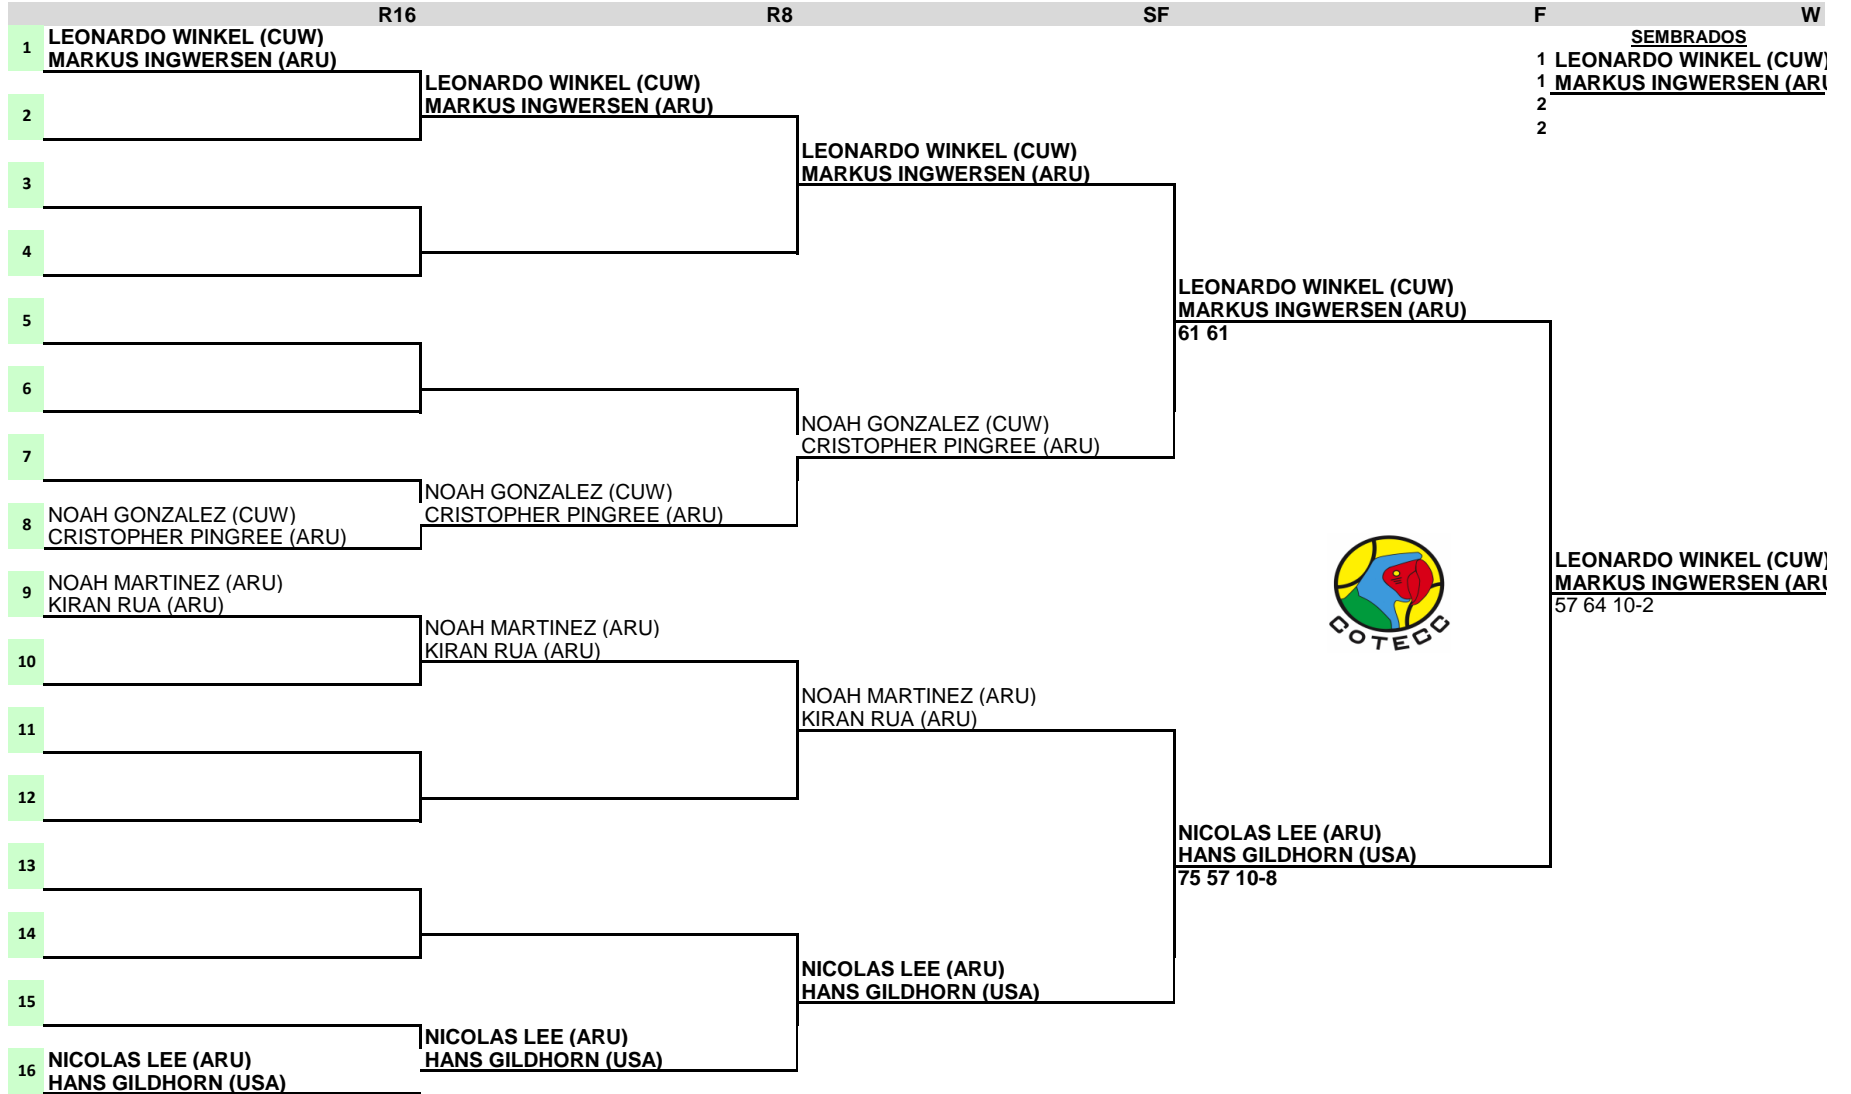 R16 R8 SF F W
1 LEONARDO WINKEL (CUW)
MARKUS INGWERSEN (ARU)
SEMBRADOS
1 LEONARDO WINKEL (CUW)
1 MARKUS INGWERSEN (ARU
2
2
LEONARDO WINKEL (CUW)
MARKUS INGWERSEN (ARU)
2
LEONARDO WINKEL (CUW)
MARKUS INGWERSEN (ARU)
3
4
LEONARDO WINKEL (CUW)
MARKUS INGWERSEN (ARU)
61 61
5
6
NOAH GONZALEZ (CUW)
CRISTOPHER PINGREE (ARU)
7
NOAH GONZALEZ (CUW)
CRISTOPHER PINGREE (ARU)
8 NOAH GONZALEZ (CUW)
CRISTOPHER PINGREE (ARU)
COTECC
LEONARDO WINKEL (CUW)
MARKUS INGWERSEN (ARU
57 64 10-2
9 NOAH MARTINEZ (ARU)
KIRAN RUA (ARU)
NOAH MARTINEZ (ARU)
KIRAN RUA (ARU)
10
NOAH MARTINEZ (ARU)
KIRAN RUA (ARU)
11
12
NICOLAS LEE (ARU)
HANS GILDHORN (USA)
75 57 10-8
13
14
NICOLAS LEE (ARU)
HANS GILDHORN (USA)
15
NICOLAS LEE (ARU)
HANS GILDHORN (USA)
16 NICOLAS LEE (ARU)
HANS GILDHORN (USA)